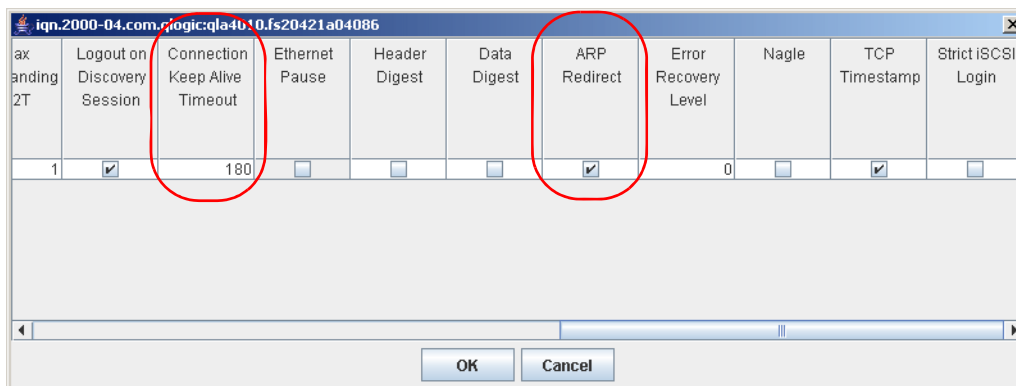 iqn.2000-04.com.qlogic:qla4010.fs20421a04086
ax Logout on Connection Ethernet Header Data ARP Error Nagle TCP Strict iSCSI
anding Discovery Keep Alive Pause Digest Digest Redirect Recovery Timestamp Login
2T Session Timeout Level
1 180 0
OK Cancel